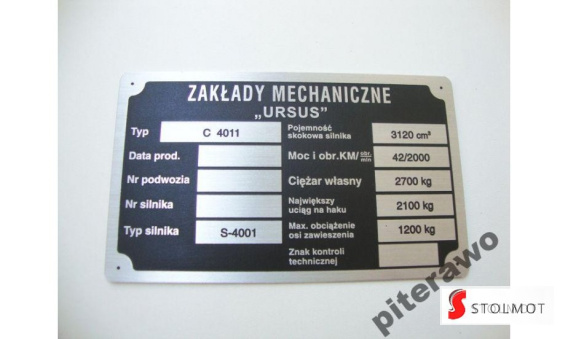 ZAKŁADY MECHANICZNE
„URSUS”
Typ C 4011
Data prod.
Nr podwozia
Nr silnika
Typ silnika S-4001
Pojemność
skokowa silnika 3120 cm³
Moc i obr.KM/obr. min 42/2000
Ciężar własny 2700 kg
Największy
uciąg na haku 2100 kg
Max. obciążenie
osi zawieszenia 1200 kg
Znak kontroli
technicznej
piterawo
STOLMOT